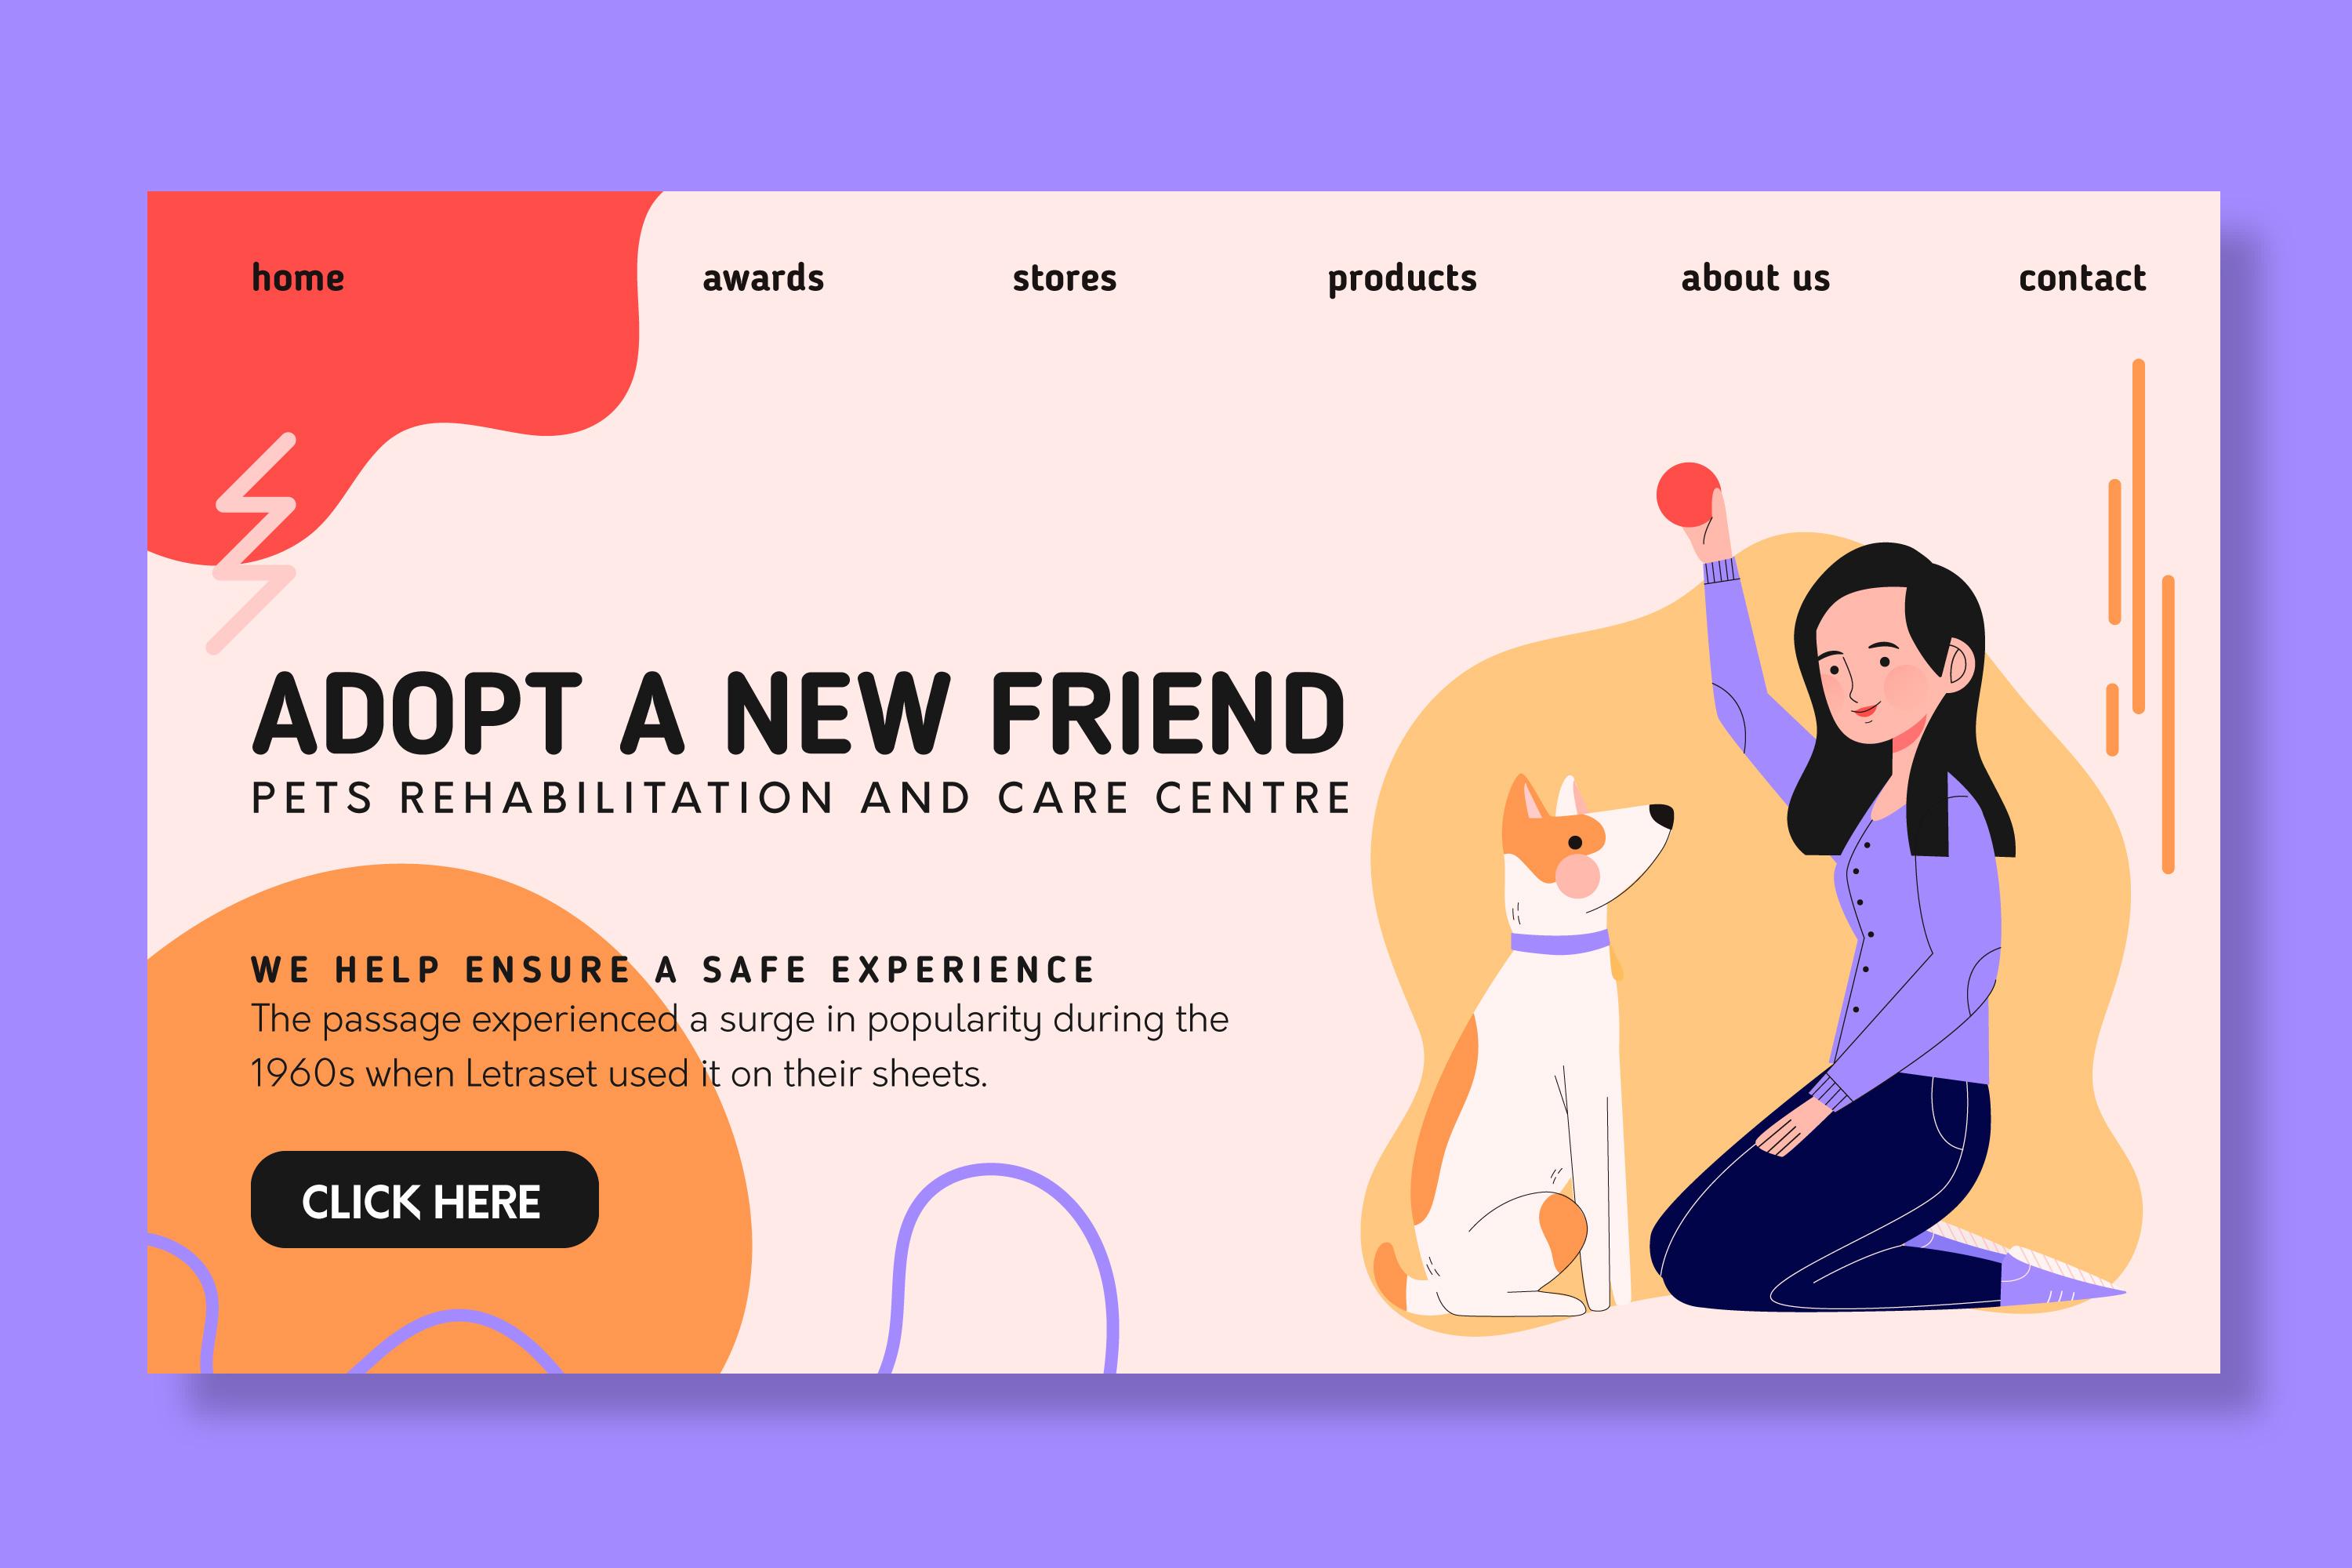 home awards stores products about us contact
ADOPT A NEW FRIEND
PETS REHABILITATION AND CARE CENTRE
WE HELP ENSURE A SAFE EXPERIENCE
The passage experienced a surge in popularity during the
1960s when Letraset used it on their sheets.
CLICK HERE